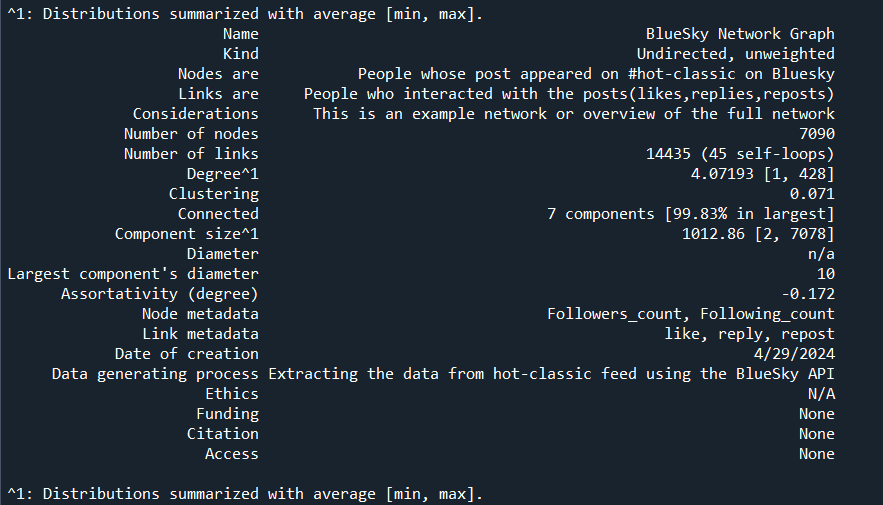 ^1: Distributions summarized with average [min, max].
Name BlueSky Network Graph
Kind Undirected, unweighted
Nodes are People whose post appeared on #hot-classic on Bluesky
Links are People who interacted with the posts(likes,replies,reposts)
Considerations This is an example network or overview of the full network
Number of nodes 7090
Number of links 14435 (45 self-loops)
Degree^1 4.07193 [1, 428]
Clustering 0.071
Connected 7 components [99.83% in largest]
Component size^1 1012.86 [2, 7078]
Diameter n/a
Largest component's diameter 10
Assortativity (degree) -0.172
Node metadata Followers_count, Following_count
Link metadata like, reply, repost
Date of creation 4/29/2024
Data generating process Extracting the data from hot-classic feed using the BlueSky API
Ethics N/A
Funding None
Citation None
Access None
^1: Distributions summarized with average [min, max].